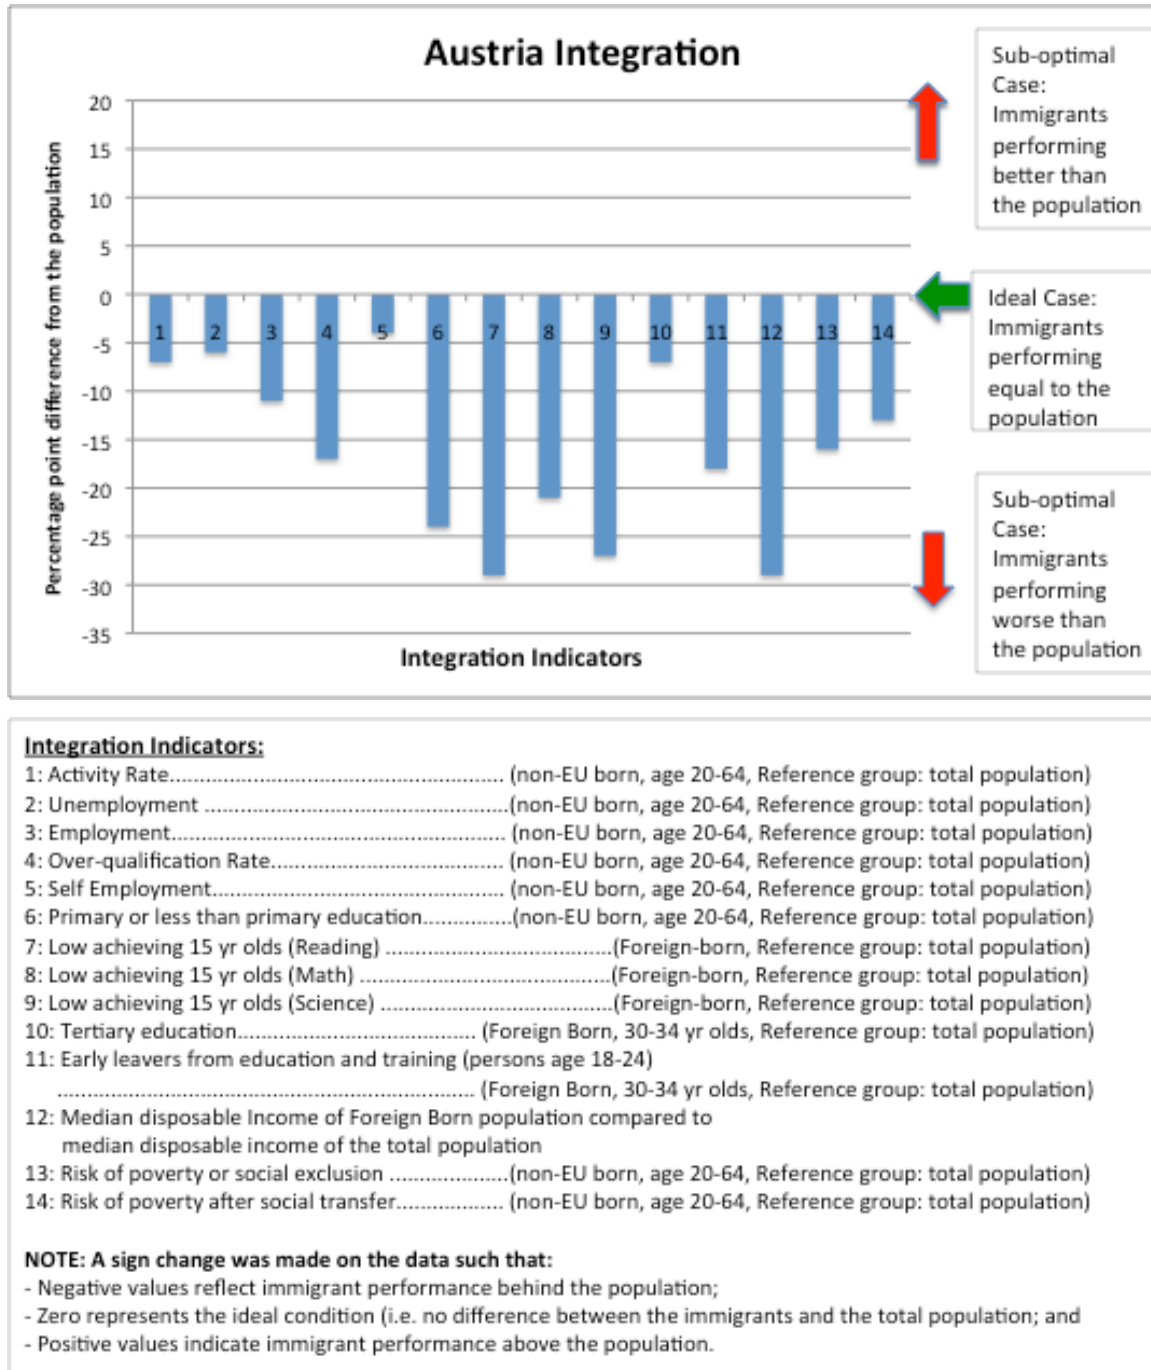 Austria Integration
Percentage point difference from the population
20
15
10
5
0
-5
-10
-15
-20
-25
-30
-35
1 2 3 4 5 6 7 8 9 10 11 12 13 14
Integration Indicators
Sub-optimal
Case:
Immigrants
performing
better than
the population
Ideal Case:
Immigrants
performing
equal to the
population
Sub-optimal
Case:
Immigrants
performing
worse than
the population
Integration Indicators:
1: Activity Rate....................................................... (non-EU born, age 20-64, Reference group: total population)
2: Unemployment ..................................................(non-EU born, age 20-64, Reference group: total population)
3: Employment....................................................... (non-EU born, age 20-64, Reference group: total population)
4: Over-qualification Rate...................................... (non-EU born, age 20-64, Reference group: total population)
5: Self Employment................................................ (non-EU born, age 20-64, Reference group: total population)
6: Primary or less than primary education..............(non-EU born, age 20-64, Reference group: total population)
7: Low achieving 15 yr olds (Reading) .....................................(Foreign-born, Reference group: total population)
8: Low achieving 15 yr olds (Math) .........................................(Foreign-born, Reference group: total population)
9: Low achieving 15 yr olds (Science) ......................................(Foreign-born, Reference group: total population)
10: Tertiary education....................................... (Foreign Born, 30-34 yr olds, Reference group: total population)
11: Early leavers from education and training (persons age 18-24)
..................................................................... (Foreign Born, 30-34 yr olds, Reference group: total population)
12: Median disposable Income of Foreign Born population compared to
median disposable income of the total population
13: Risk of poverty or social exclusion ....................(non-EU born, age 20-64, Reference group: total population)
14: Risk of poverty after social transfer.................. (non-EU born, age 20-64, Reference group: total population)
NOTE: A sign change was made on the data such that:
- Negative values reflect immigrant performance behind the population;
- Zero represents the ideal condition (i.e. no difference between the immigrants and the total population; and
- Positive values indicate immigrant performance above the population.